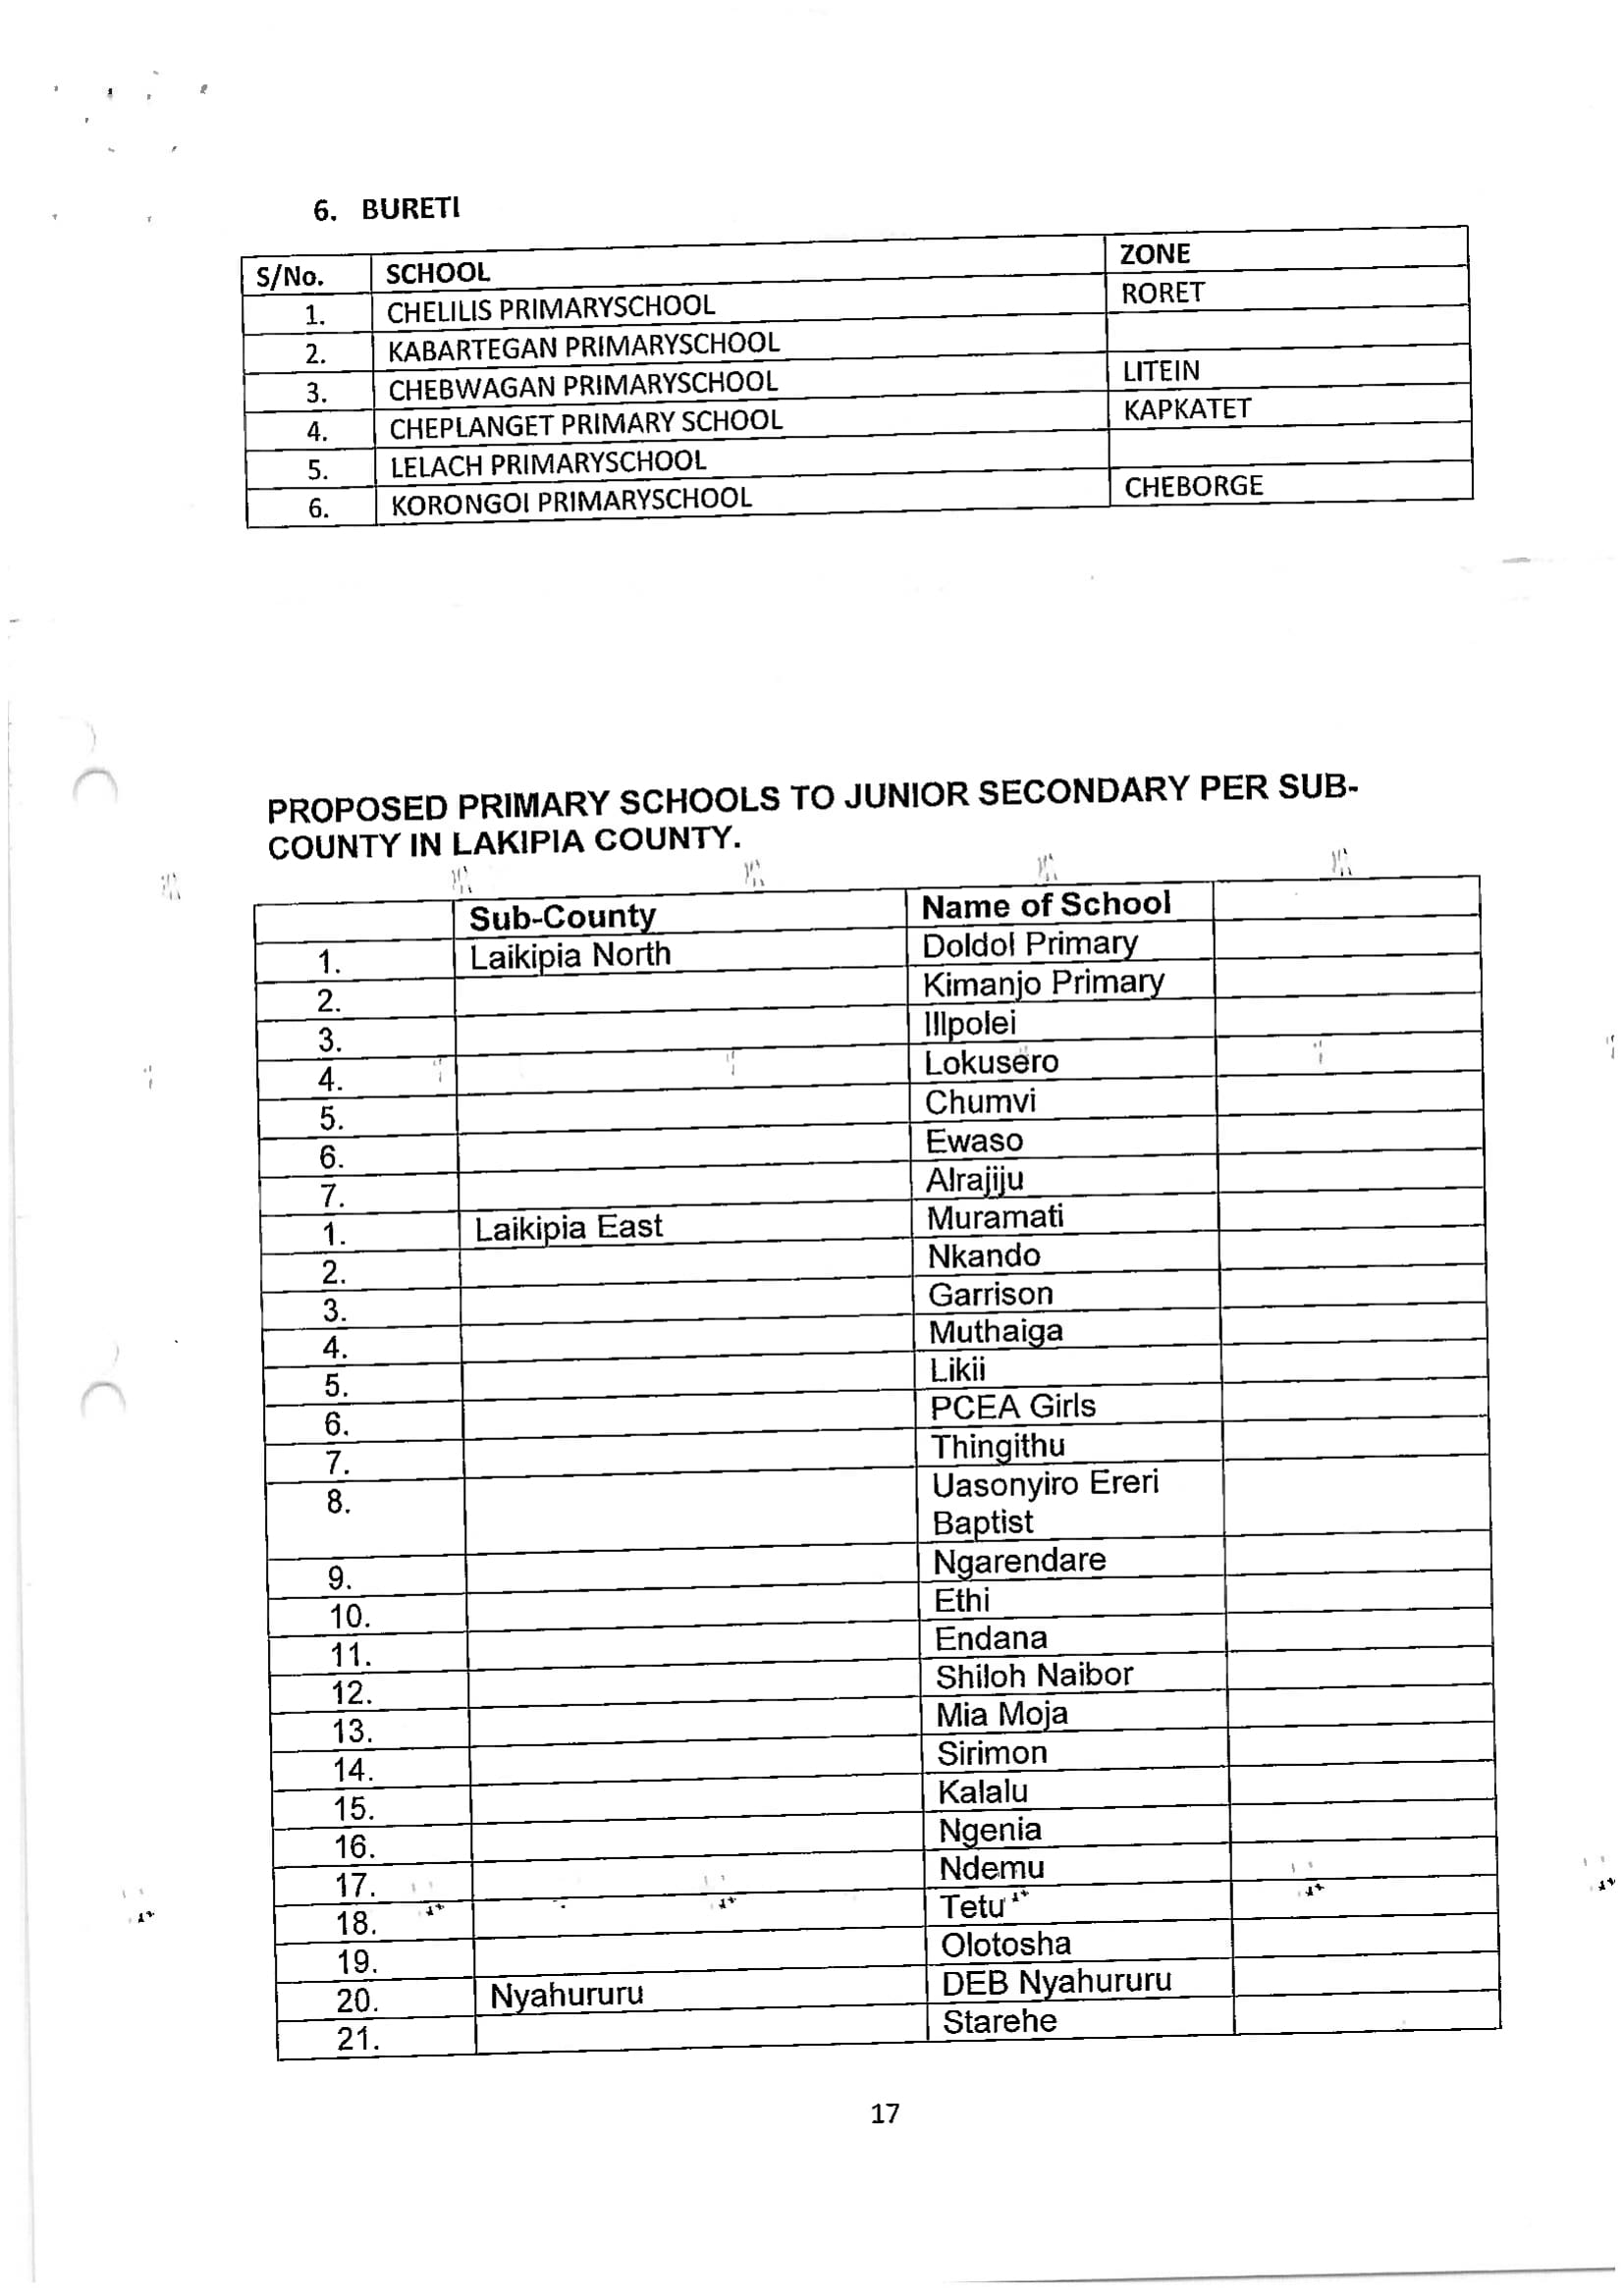 6. BURETI
S/No. SCHOOL ZONE
1. CHELILIS PRIMARYSCHOOL RORET
2. KABARTEGAN PRIMARYSCHOOL
3. CHEBWAGAN PRIMARYSCHOOL LITEIN
4. CHEPLANGET PRIMARY SCHOOL KAPKATET
5. LELACH PRIMARYSCHOOL
6. KORONGOI PRIMARYSCHOOL CHEBORGE
PROPOSED PRIMARY SCHOOLS TO JUNIOR SECONDARY PER SUB-
COUNTY IN LAKIPIA COUNTY.
Sub-County Name of School
1. Laikipia North Doldol Primary
2. Kimanjo Primary
3. Illpolei
4. Lokusero
5. Chumvi
6. Ewaso
7. Alrajiju
1. Laikipia East Muramati
2. Nkando
3. Garrison
4. Muthaiga
5. Likii
6. PCEA Girls
7. Thingithu
8. Uasonyiro Ereri
Baptist
9. Ngarendare
10. Ethi
11. Endana
12. Shiloh Naibor
13. Mia Moja
14. Sirimon
15. Kalalu
16. Ngenia
17. Ndemu
18. Tetu
19. Olotosha
20. Nyahururu DEB Nyahururu
21. Starehe
17